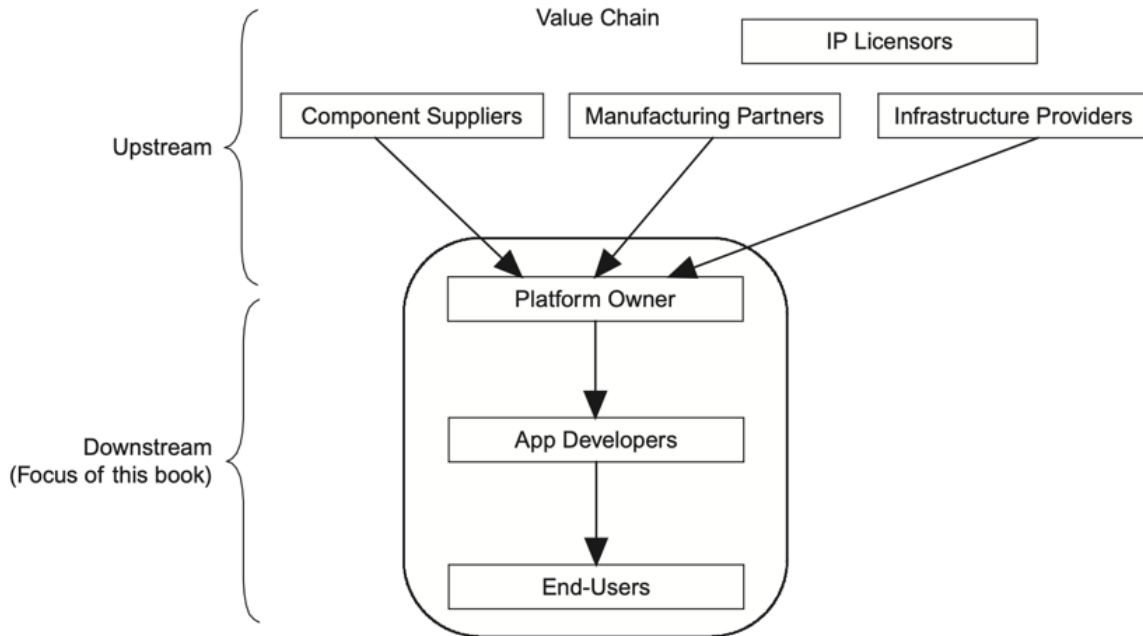 Value Chain
IP Licensors
Component Suppliers
Manufacturing Partners
Infrastructure Providers
Upstream
Platform Owner
App Developers
Downstream
(Focus of this book)
End-Users